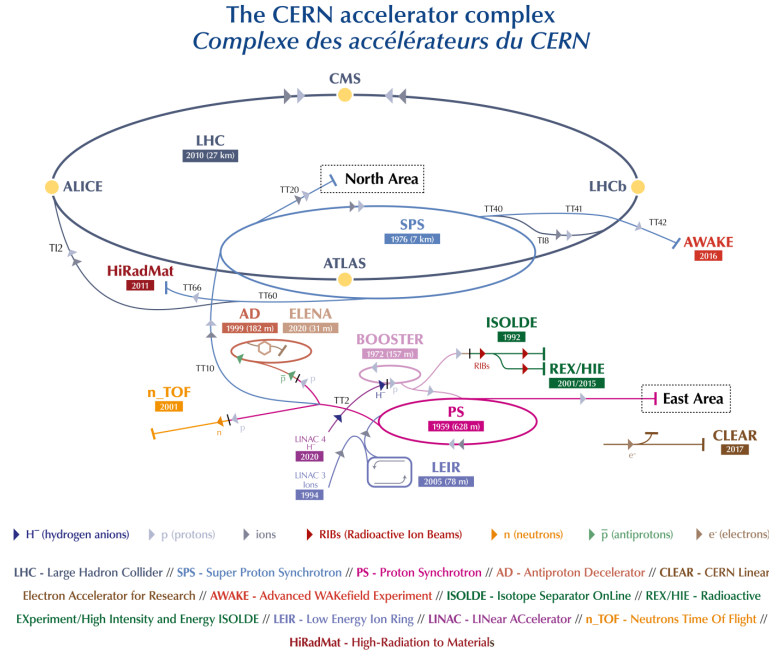 The CERN accelerator complex
Complexe des accélérateurs du CERN
CMS
LHC
2010 (27 km)
North Area
TT20
ALICE
LHCb
TT40
TT41
SPS
1976 (7 km)
TT42
TI8
TI2
AWAKE
2016
HiRadMat
2011
ATLAS
TT66
TT60
AD
1999 (182 m)
ELENA
2020 (31 m)
ISOLDE
1992
BOOSTER
1972 (157 m)
RIBs
REX/HIE
2001/2015
TT10
p̅
p
H⁻
p
n_TOF
2001
TT2
East Area
PS
1959 (628 m)
n
p
LINAC 4
H⁻
2020
CLEAR
2017
e⁻
LINAC 3
Ions
1994
LEIR
2005 (78 m)
H⁻ (hydrogen anions)
p (protons)
ions
RIBs (Radioactive Ion Beams)
n (neutrons)
p̅ (antiprotons)
e⁻ (electrons)
LHC - Large Hadron Collider // SPS - Super Proton Synchrotron // PS - Proton Synchrotron // AD - Antiproton Decelerator // CLEAR - CERN Linear
Electron Accelerator for Research // AWAKE - Advanced WAKefield Experiment // ISOLDE - Isotope Separator OnLine // REX/HIE - Radioactive
EXperiment/High Intensity and Energy ISOLDE // LEIR - Low Energy Ion Ring // LINAC - LINear ACcelerator // n_TOF - Neutrons Time Of Flight //
HiRadMat - High-Radiation to Materials